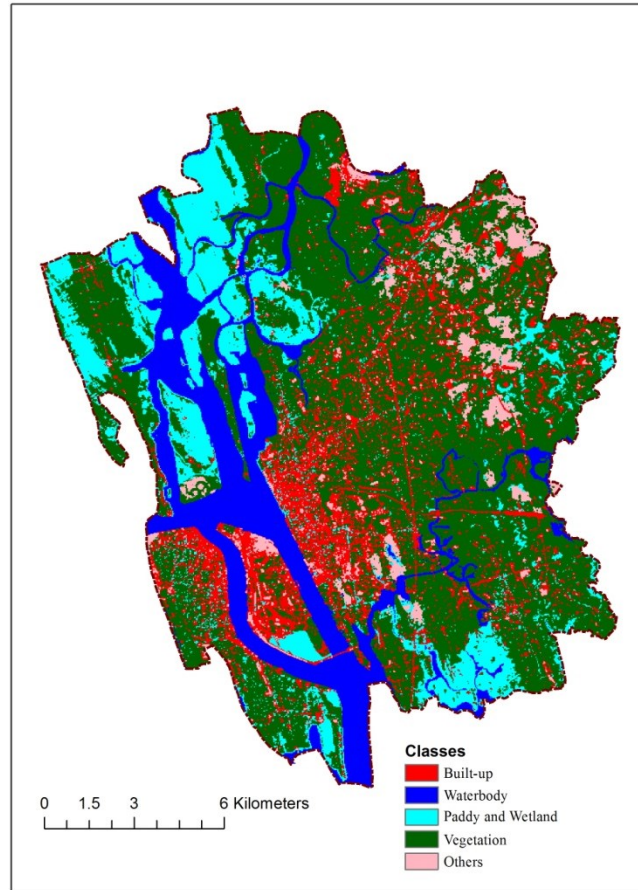 Classes
Built-up
Waterbody
Paddy and Wetland
Vegetation
Others
0 1.5 3 6 Kilometers